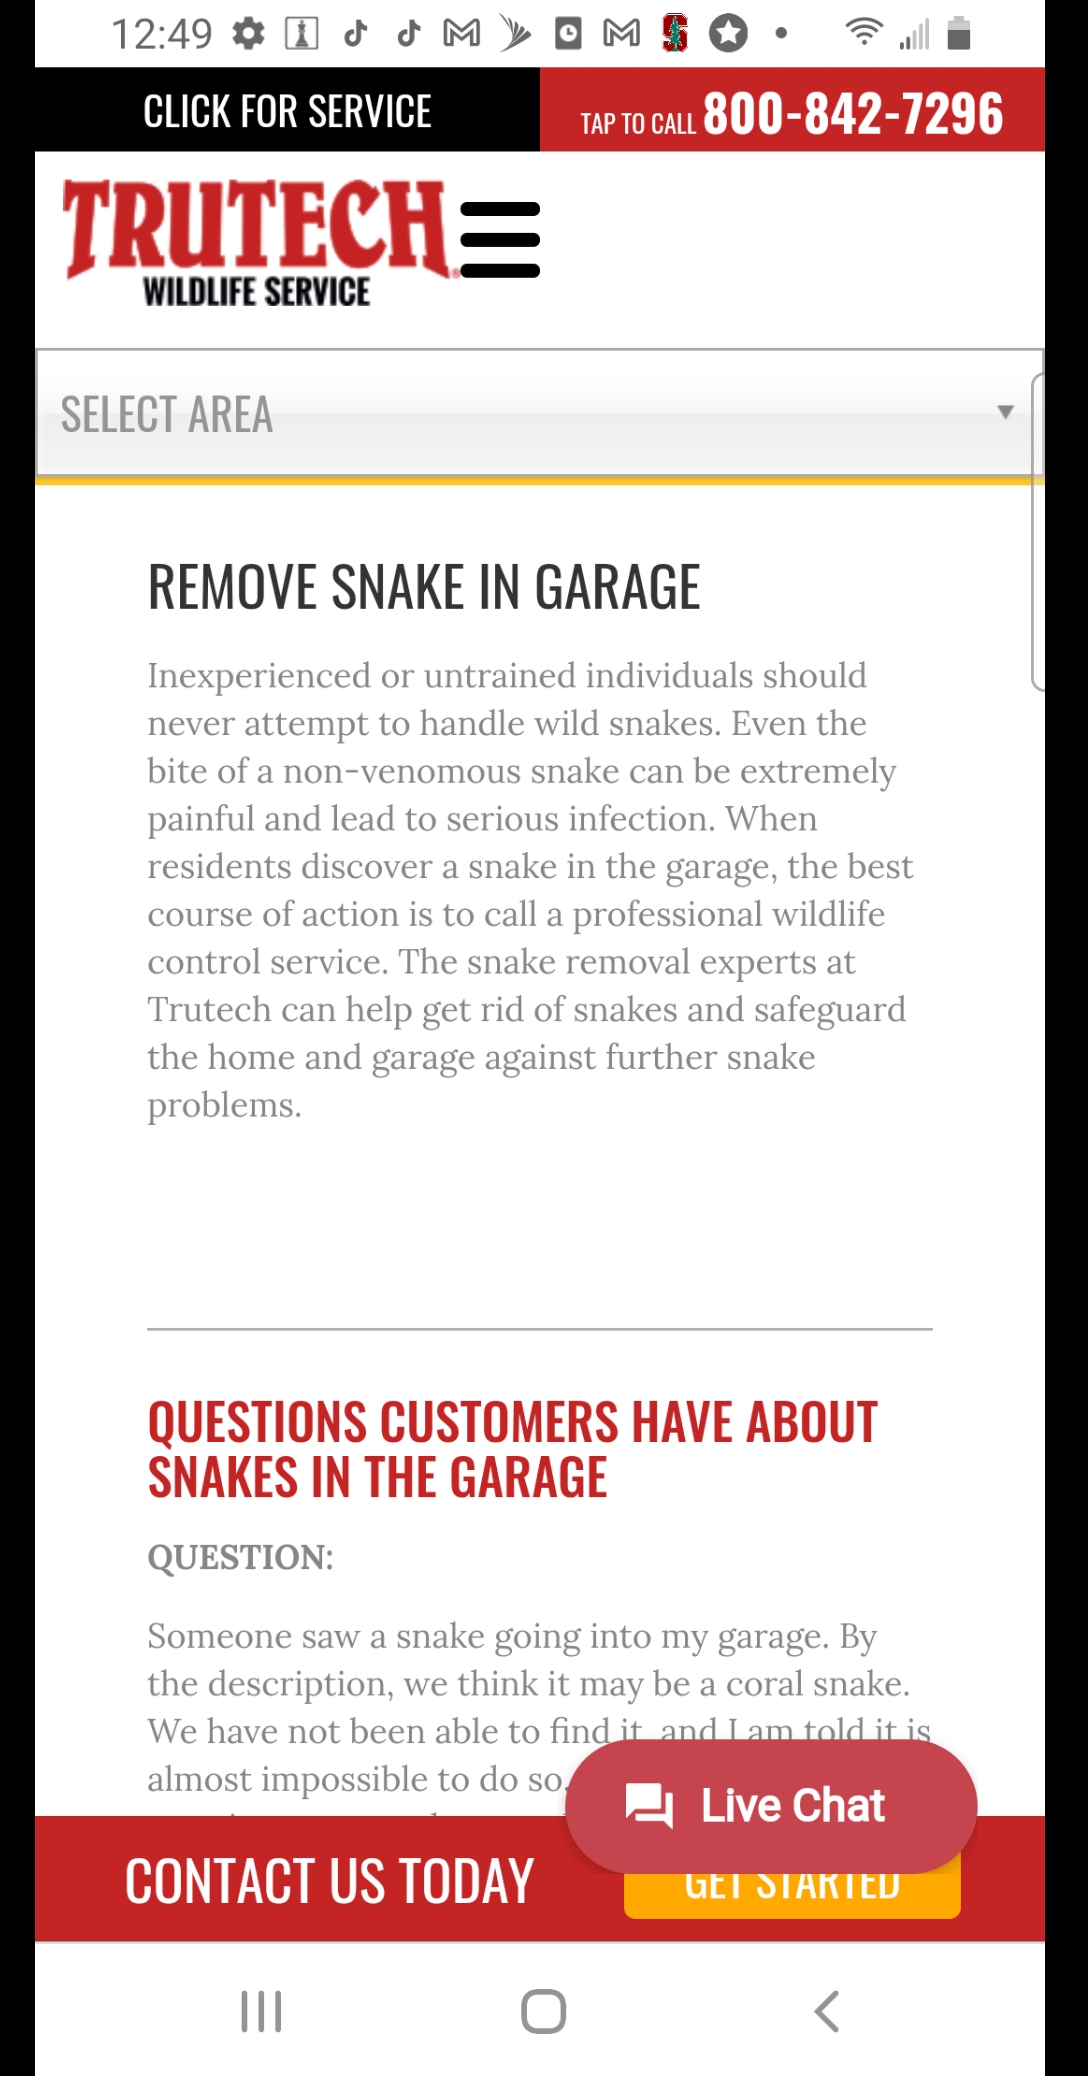 12:49
CLICK FOR SERVICE
TAP TO CALL 800-842-7296
TRUTECH®
WILDLIFE SERVICE
SELECT AREA
REMOVE SNAKE IN GARAGE
Inexperienced or untrained individuals should
never attempt to handle wild snakes. Even the
bite of a non-venomous snake can be extremely
painful and lead to serious infection. When
residents discover a snake in the garage, the best
course of action is to call a professional wildlife
control service. The snake removal experts at
Trutech can help get rid of snakes and safeguard
the home and garage against further snake
problems.
QUESTIONS CUSTOMERS HAVE ABOUT
SNAKES IN THE GARAGE
QUESTION:
Someone saw a snake going into my garage. By
the description, we think it may be a coral snake.
We have not been able to find it, and I am told it is
almost impossible to do so.
Live Chat
CONTACT US TODAY
GET STARTED